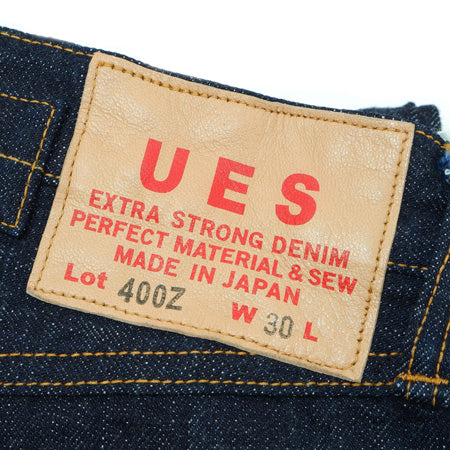 UES
EXTRA STRONG DENIM
PERFECT MATERIAL & SEW
MADE IN JAPAN
Lot 400Z W 30 L